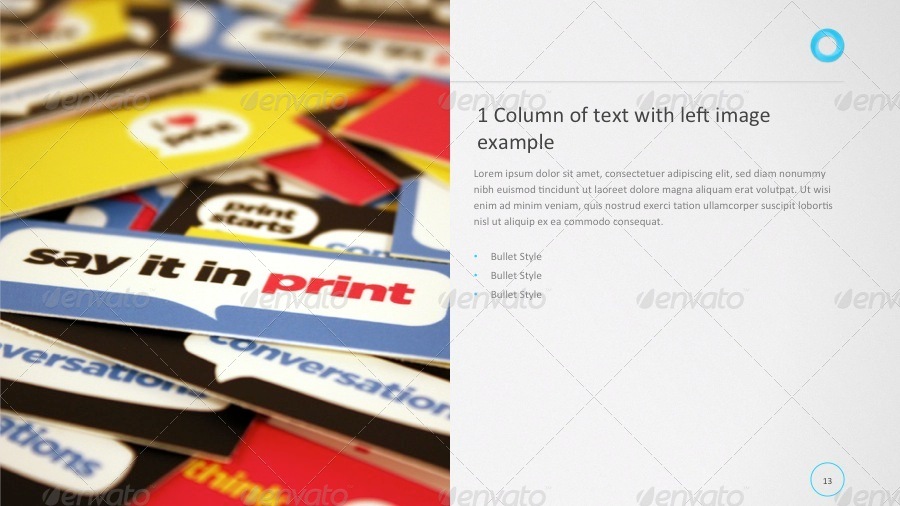 I
print
print
starts
say it in print
conversations
think
1 Column of text with left image
example
Lorem ipsum dolor sit amet, consectetuer adipiscing elit, sed diam nonummy
nibh euismod tincidunt ut laoreet dolore magna aliquam erat volutpat. Ut wisi
enim ad minim veniam, quis nostrud exerci tation ullamcorper suscipit lobortis
nisl ut aliquip ex ea commodo consequat.
• Bullet Style
• Bullet Style
• Bullet Style
13
envato